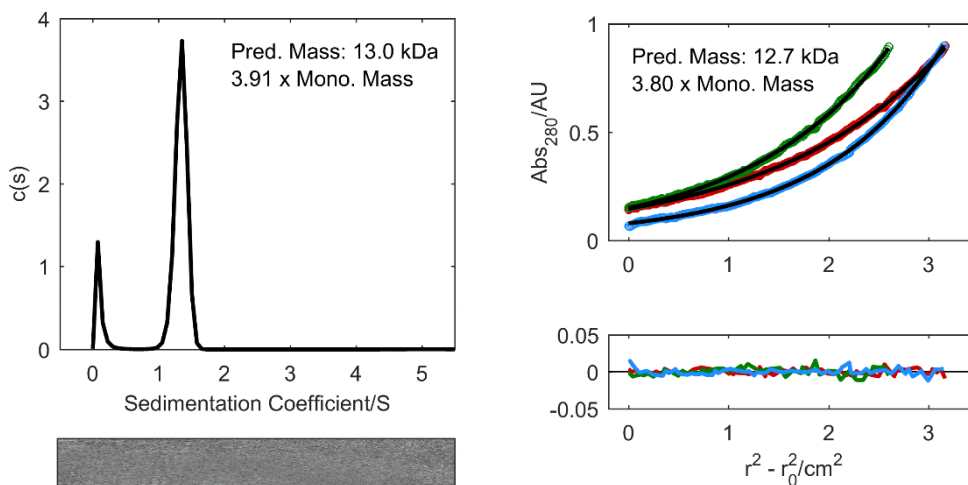 c(s)
4
3
2
1
0
Pred. Mass: 13.0 kDa
3.91 x Mono. Mass
0 1 2 3 4 5
Sedimentation Coefficient/S
Abs280/AU
1
0.5
0
Pred. Mass: 12.7 kDa
3.80 x Mono. Mass
0 1 2 3
0.05
0
-0.05
0 1 2 3
r² - r₀²/cm²